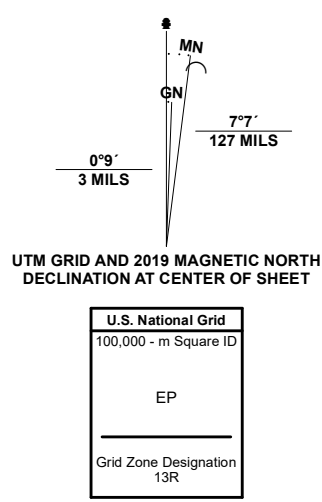 MN
GN
7°7´
127 MILS
0°9´
3 MILS
UTM GRID AND 2019 MAGNETIC NORTH
DECLINATION AT CENTER OF SHEET
U.S. National Grid
100,000 - m Square ID
EP
Grid Zone Designation
13R